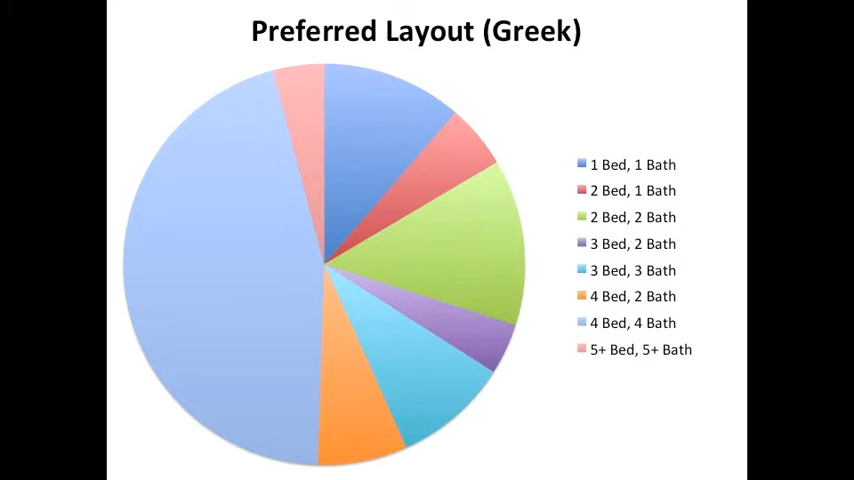 Preferred Layout (Greek)
1 Bed, 1 Bath
2 Bed, 1 Bath
2 Bed, 2 Bath
3 Bed, 2 Bath
3 Bed, 3 Bath
4 Bed, 2 Bath
4 Bed, 4 Bath
5+ Bed, 5+ Bath